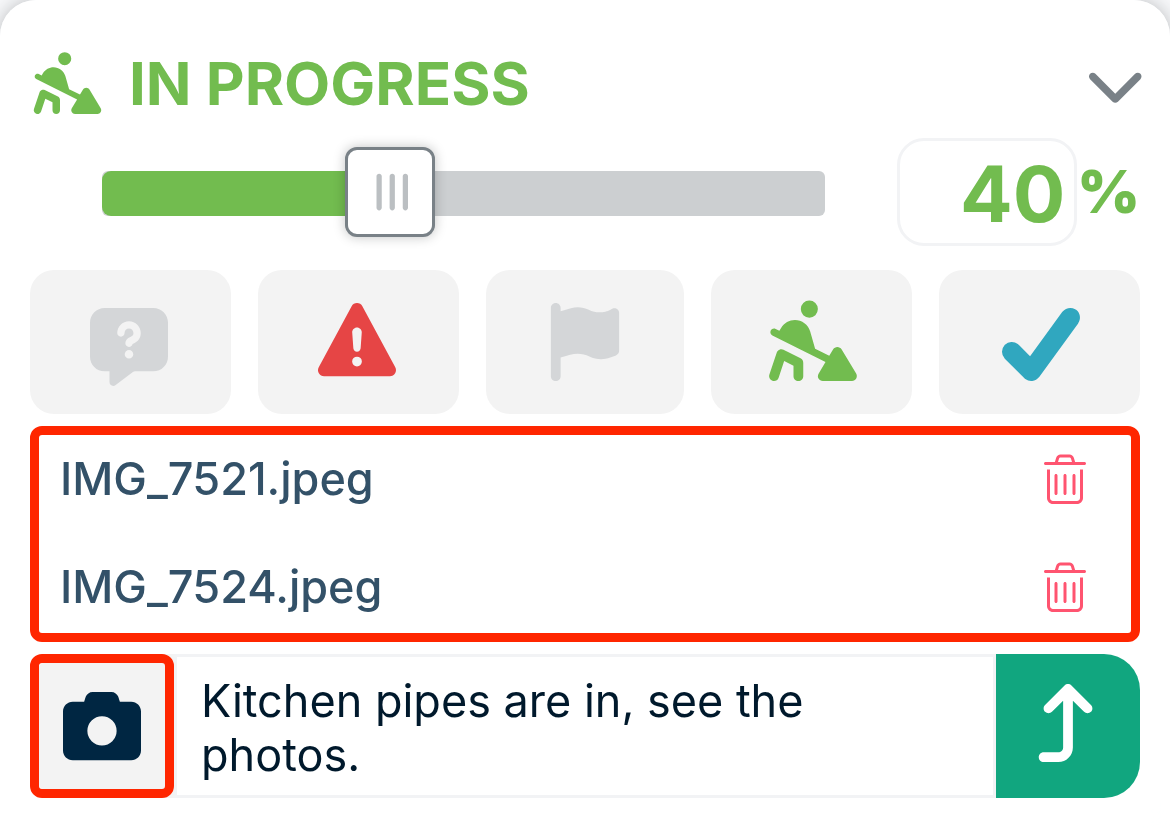 IN PROGRESS
40 %
IMG_7521.jpeg
IMG_7524.jpeg
Kitchen pipes are in, see the
photos.